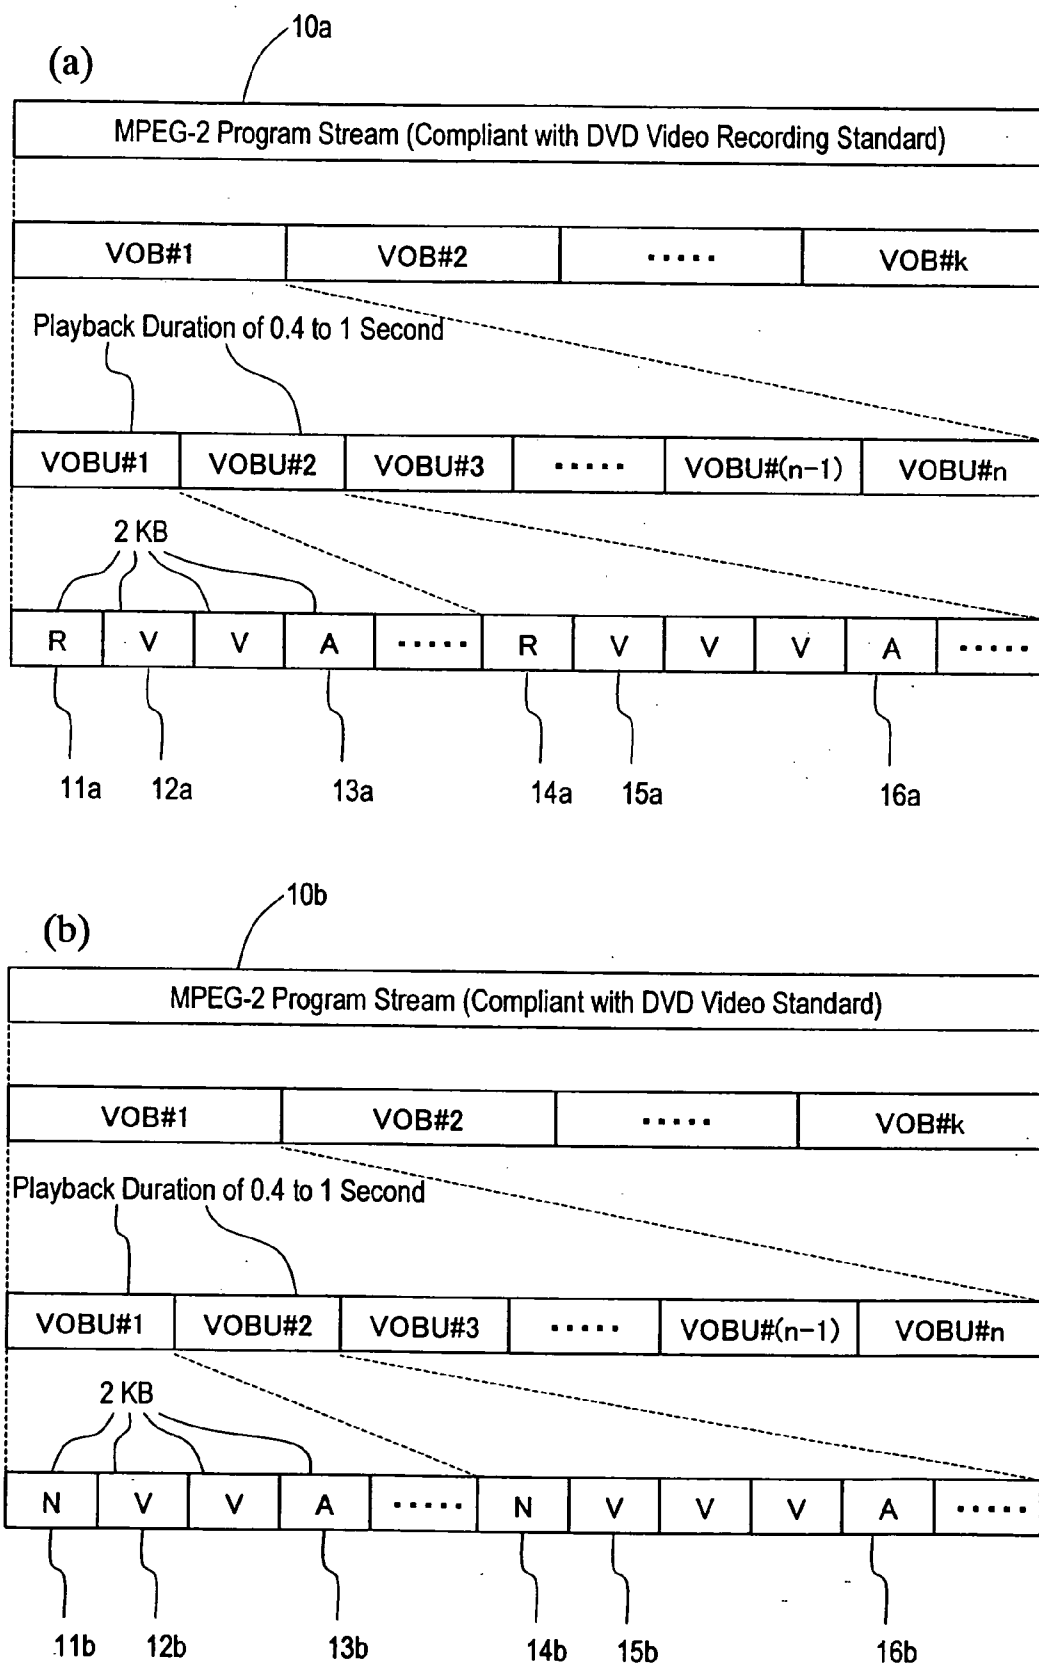 10a
(a)
MPEG-2 Program Stream (Compliant with DVD Video Recording Standard)
VOB#1 VOB#2 ····· VOB#k
Playback Duration of 0.4 to 1 Second
VOBU#1 VOBU#2 VOBU#3 ····· VOBU#(n-1) VOBU#n
2 KB
R V V A ····· R V V V A ·····
11a 12a 13a 14a 15a 16a
10b
(b)
MPEG-2 Program Stream (Compliant with DVD Video Standard)
VOB#1 VOB#2 ····· VOB#k
Playback Duration of 0.4 to 1 Second
VOBU#1 VOBU#2 VOBU#3 ····· VOBU#(n-1) VOBU#n
2 KB
N V V A ····· N V V V A ·····
11b 12b 13b 14b 15b 16b